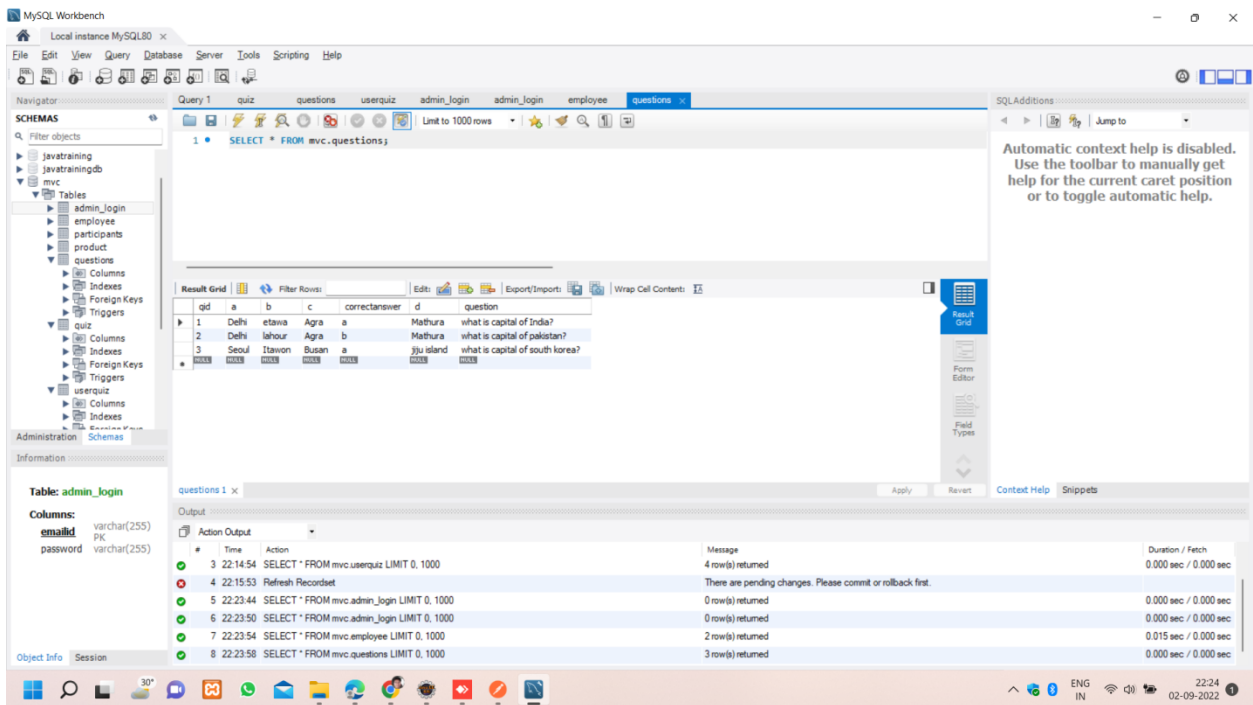 MySQL Workbench
Local instance MySQL80 ×
File Edit View Query Database Server Tools Scripting Help
Navigator
SCHEMAS
Filter objects
javatraining
javatrainingdb
mvc
Tables
admin_login
employee
participants
product
questions
Columns
Indexes
Foreign Keys
Triggers
quiz
Columns
Indexes
Foreign Keys
Triggers
userquiz
Columns
Indexes
Foreign Keys
Administration Schemas
Information
Table: admin_login
Columns:
emailid varchar(255) PK
password varchar(255)
Object Info Session
Query 1 quiz questions userquiz admin_login admin_login employee questions ×
Limit to 1000 rows
1 SELECT * FROM mvc.questions;
Result Grid Filter Rows: Edit: Export/Import: Wrap Cell Content:
qid a b c correctanswer d question
1 Delhi etawa Agra a Mathura what is capital of India?
2 Delhi lahour Agra b Mathura what is capital of pakistan?
3 Seoul Itawon Busan a jiju island what is capital of south korea?
NULL NULL NULL NULL NULL NULL NULL
Result Grid
Form Editor
Field Types
questions 1 × Apply Revert
Output
Action Output
# Time Action Message Duration / Fetch
3 22:14:54 SELECT * FROM mvc.userquiz LIMIT 0, 1000 4 row(s) returned 0.000 sec / 0.000 sec
4 22:15:53 Refresh Recordset There are pending changes. Please commit or rollback first.
5 22:23:44 SELECT * FROM mvc.admin_login LIMIT 0, 1000 0 row(s) returned 0.000 sec / 0.000 sec
6 22:23:50 SELECT * FROM mvc.admin_login LIMIT 0, 1000 0 row(s) returned 0.000 sec / 0.000 sec
7 22:23:54 SELECT * FROM mvc.employee LIMIT 0, 1000 2 row(s) returned 0.015 sec / 0.000 sec
8 22:23:58 SELECT * FROM mvc.questions LIMIT 0, 1000 3 row(s) returned 0.000 sec / 0.000 sec
SQLAdditions
Jump to
Automatic context help is disabled.
Use the toolbar to manually get
help for the current caret position
or to toggle automatic help.
Context Help Snippets
30°
ENG
IN
22:24
02-09-2022
1